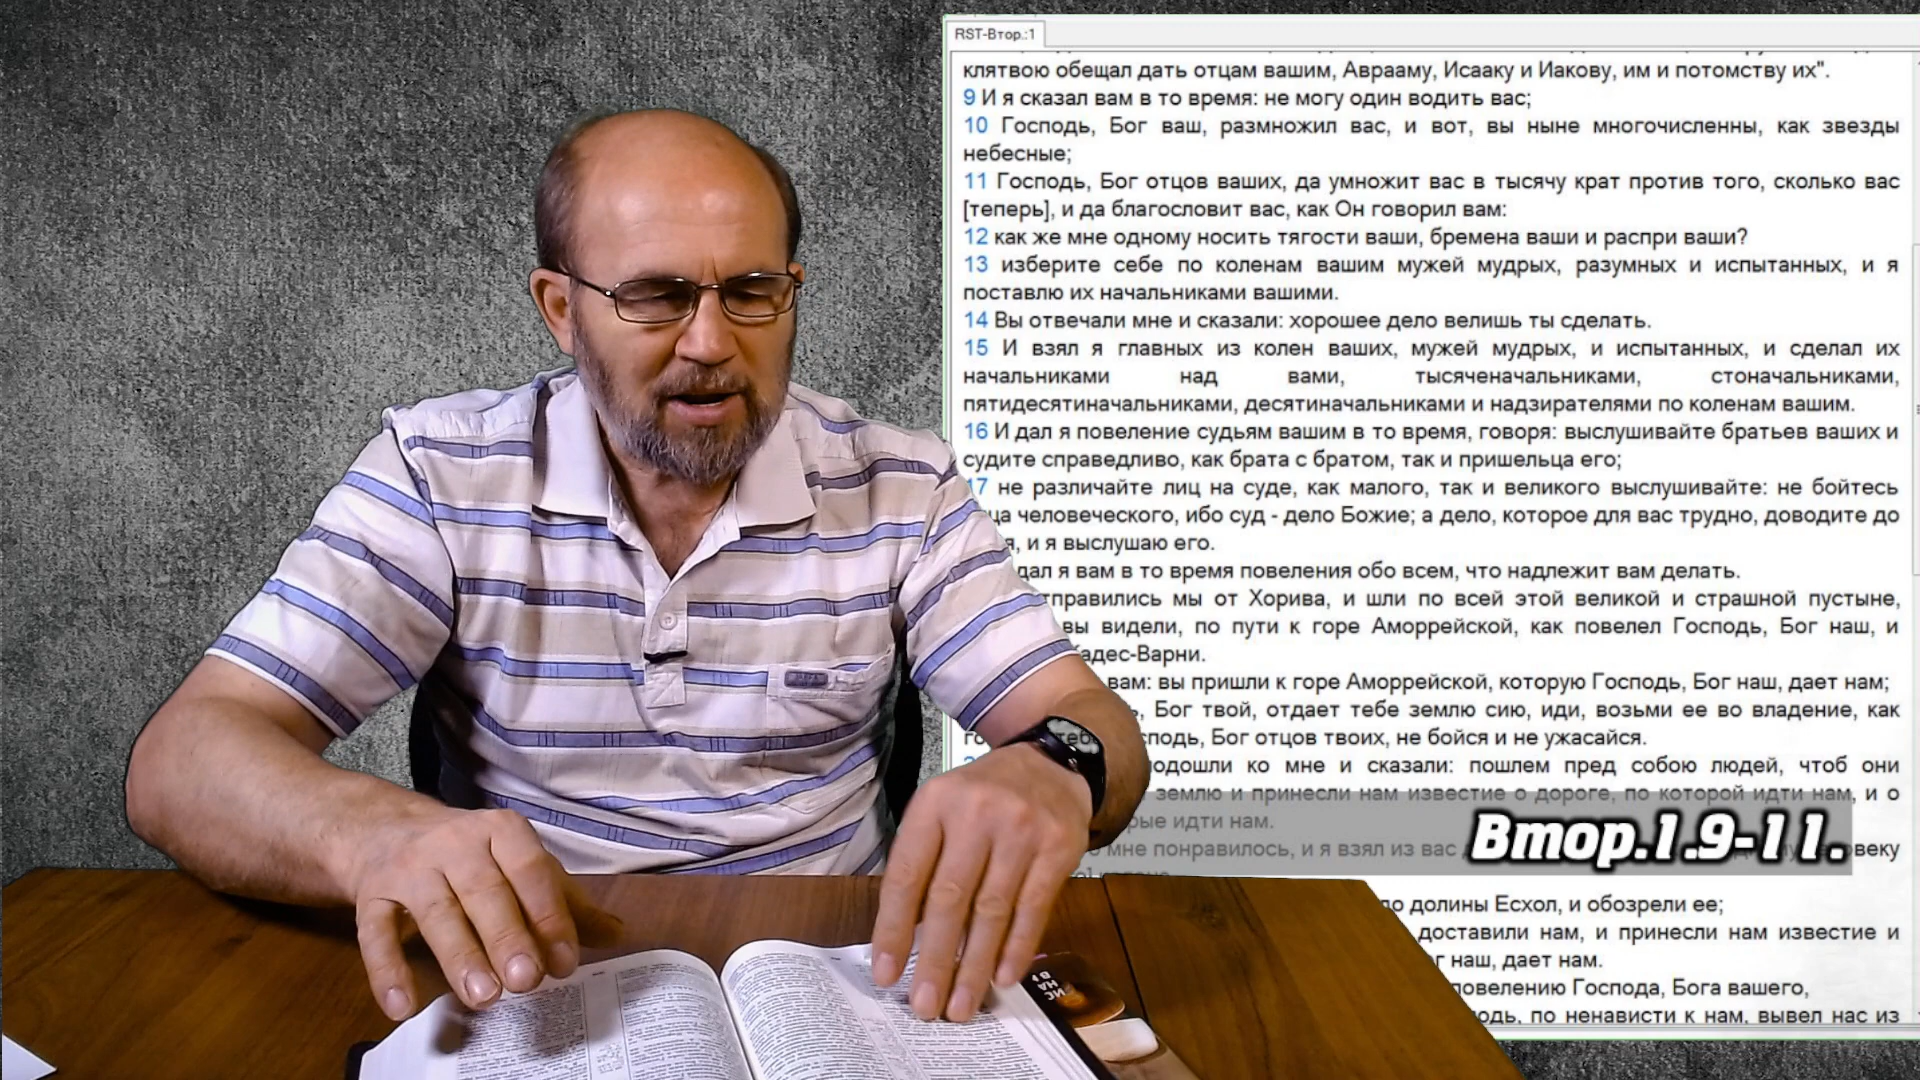 RST-Втор.:1
клятвою обещал дать отцам вашим, Аврааму, Исааку и Иакову, им и потомству их".
9 И я сказал вам в то время: не могу один водить вас;
10 Господь, Бог ваш, размножил вас, и вот, вы ныне многочисленны, как звезды
небесные;
11 Господь, Бог отцов ваших, да умножит вас в тысячу крат против того, сколько вас
[теперь], и да благословит вас, как Он говорил вам:
12 как же мне одному носить тягости ваши, бремена ваши и распри ваши?
13 изберите себе по коленам вашим мужей мудрых, разумных и испытанных, и я
поставлю их начальниками вашими.
14 Вы отвечали мне и сказали: хорошее дело велишь ты сделать.
15 И взял я главных из колен ваших, мужей мудрых, и испытанных, и сделал их
начальниками над вами, тысяченачальниками, стоначальниками,
пятидесятиначальниками, десятиначальниками и надзирателями по коленам вашим.
16 И дал я повеление судьям вашим в то время, говоря: выслушивайте братьев ваших и
судите справедливо, как брата с братом, так и пришельца его;
17 не различайте лиц на суде, как малого, так и великого выслушивайте: не бойтесь
человеческого, ибо суд - дело Божие; а дело, которое для вас трудно, доводите до
и я выслушаю его.
дал я вам в то время повеления обо всем, что надлежит вам делать.
мы от Хорива, и шли по всей этой великой и страшной пустыне,
вы видели, по пути к горе Аморрейской, как повелел Господь, Бог наш, и
Кадес-Варни.
вам: вы пришли к горе Аморрейской, которую Господь, Бог наш, дает нам;
Бог твой, отдает тебе землю сию, иди, возьми ее во владение, как
Бог отцов твоих, не бойся и не ужасайся.
ко мне и сказали: пошлем пред собою людей, чтоб они
землю и принесли нам известие о дороге, по которой идти нам, и о
идти нам.
мне понравилось, и я взял из вас
Втор.1.9-11.
до долины Есхол, и обозрели ее;
доставили нам, и принесли нам известие и
наш, дает нам.
повелению Господа, Бога вашего,
по ненависти к нам, вывел нас из